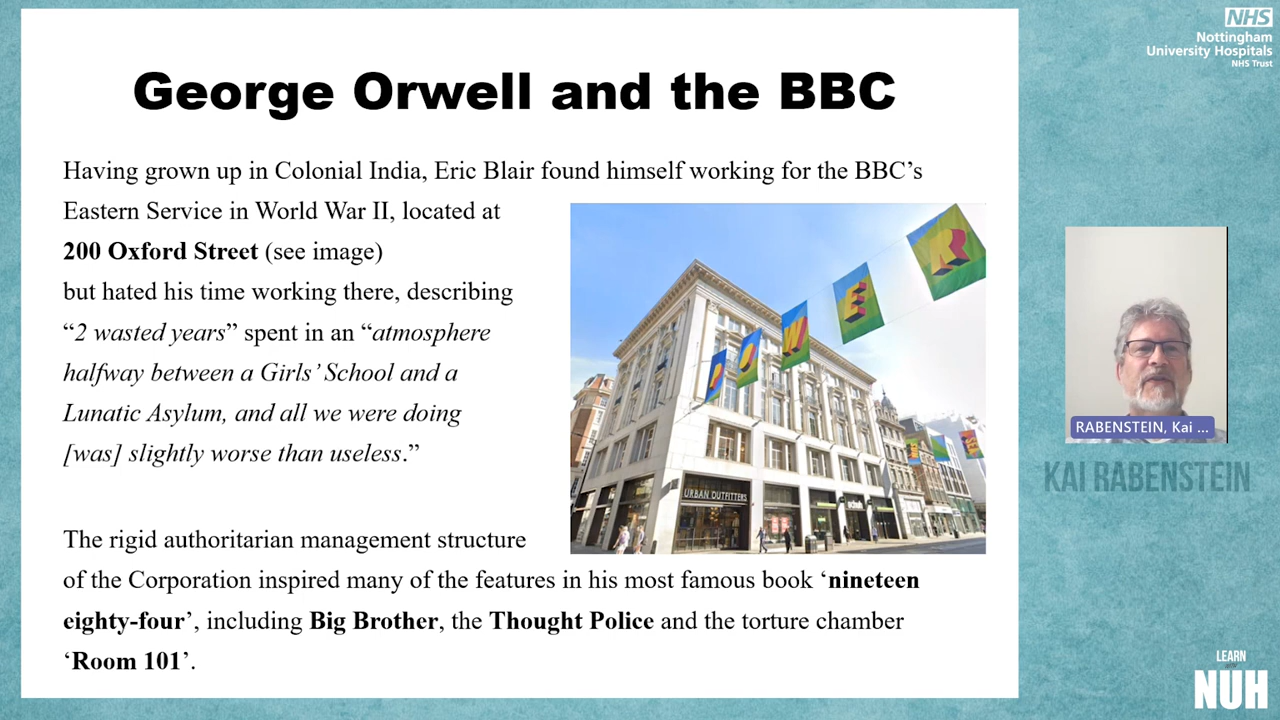 George Orwell and the BBC
Having grown up in Colonial India, Eric Blair found himself working for the BBC’s
Eastern Service in World War II, located at
200 Oxford Street (see image)
but hated his time working there, describing
“2 wasted years” spent in an “atmosphere
halfway between a Girls’ School and a
Lunatic Asylum, and all we were doing
[was] slightly worse than useless.”
The rigid authoritarian management structure
of the Corporation inspired many of the features in his most famous book ‘nineteen
eighty-four’, including Big Brother, the Thought Police and the torture chamber
‘Room 101’.
POWER
URBAN OUTFITTERS
NHS
Nottingham
University Hospitals
NHS Trust
RABENSTEIN, Kai ...
KAI RABENSTEIN
LEARN
NUH